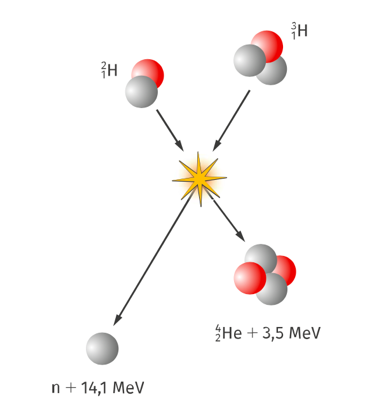 ³₁H
²₁H
⁴₂He + 3,5 MeV
n + 14,1 MeV